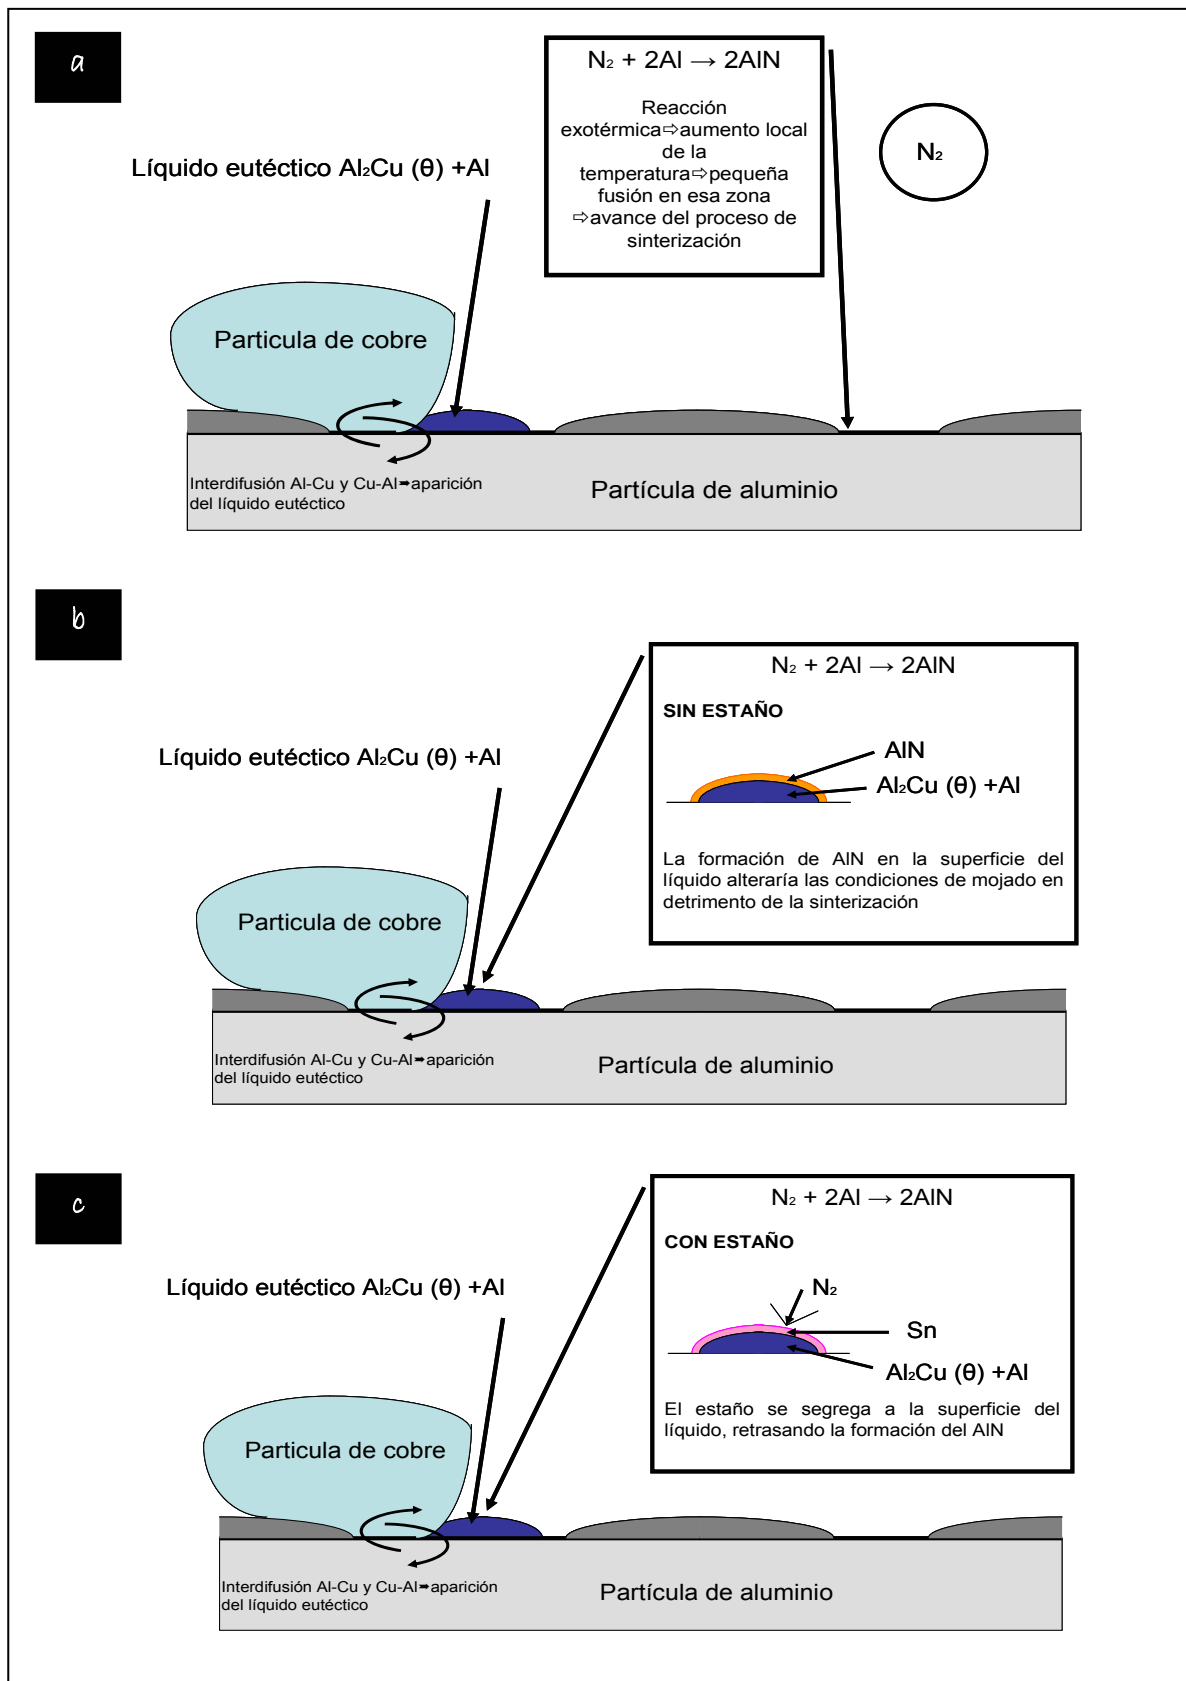 a
N₂ + 2Al → 2AlN
Reacción
exotérmica⇨aumento local
de la
temperatura⇨pequeña
fusión en esa zona
⇨avance del proceso de
sinterización
N₂
Líquido eutéctico Al₂Cu (θ) +Al
Particula de cobre
Interdifusión Al-Cu y Cu-Al➡aparición
del líquido eutéctico
Partícula de aluminio
b
N₂ + 2Al → 2AlN
SIN ESTAÑO
AlN
Al₂Cu (θ) +Al
La formación de AlN en la superficie del
líquido alteraría las condiciones de mojado en
detrimento de la sinterización
Líquido eutéctico Al₂Cu (θ) +Al
Particula de cobre
Interdifusión Al-Cu y Cu-Al➡aparición
del líquido eutéctico
Partícula de aluminio
c
N₂ + 2Al → 2AlN
CON ESTAÑO
N₂
Sn
Al₂Cu (θ) +Al
El estaño se segrega a la superficie del
líquido, retrasando la formación del AlN
Líquido eutéctico Al₂Cu (θ) +Al
Particula de cobre
Interdifusión Al-Cu y Cu-Al➡aparición
del líquido eutéctico
Partícula de aluminio